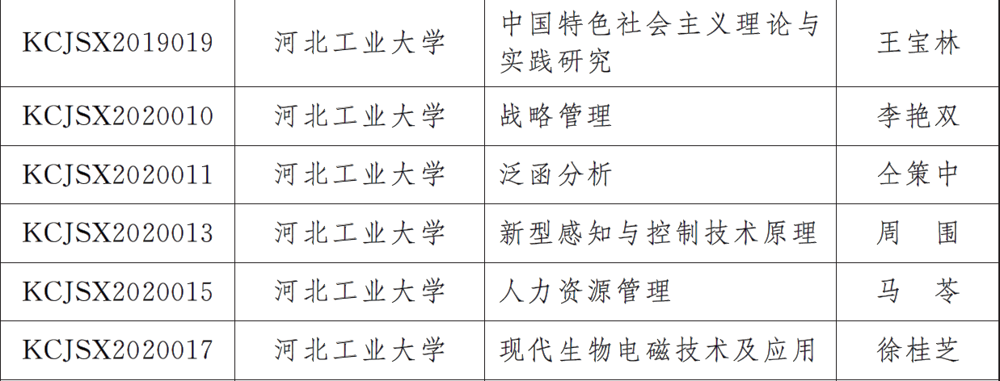 KCJSX2019019 河北工业大学 中国特色社会主义理论与
实践研究 王宝林
KCJSX2020010 河北工业大学 战略管理 李艳双
KCJSX2020011 河北工业大学 泛函分析 仝策中
KCJSX2020013 河北工业大学 新型感知与控制技术原理 周 围
KCJSX2020015 河北工业大学 人力资源管理 马 苓
KCJSX2020017 河北工业大学 现代生物电磁技术及应用 徐桂芝